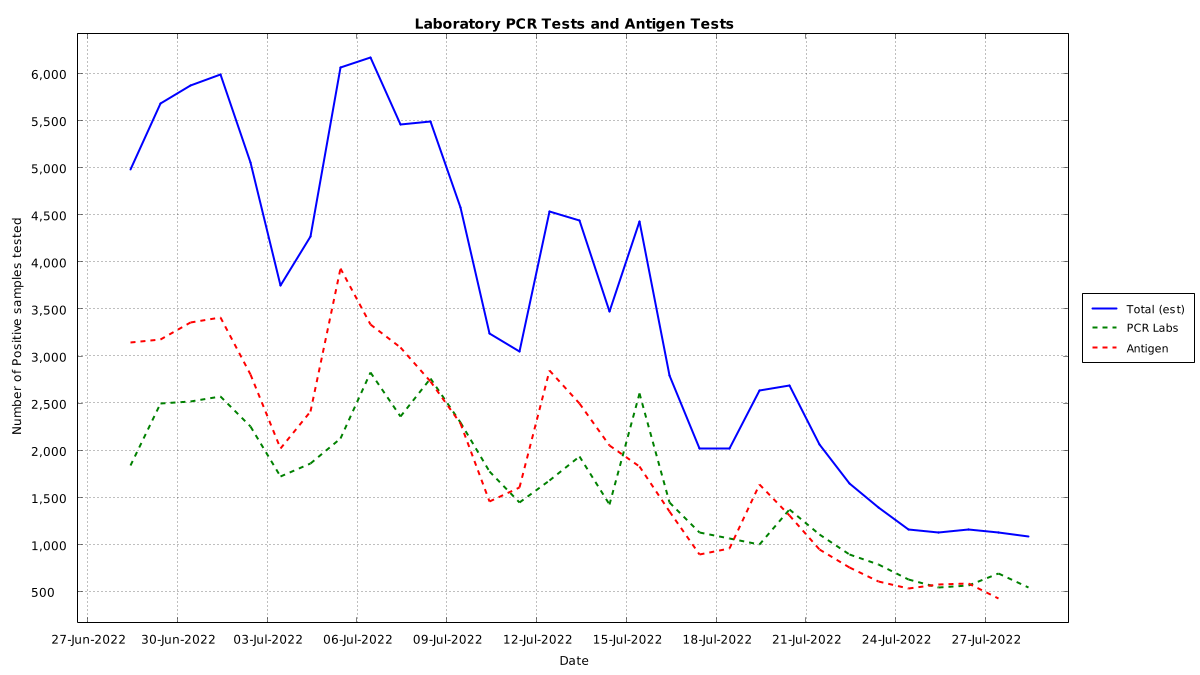 Laboratory PCR Tests and Antigen Tests
Number of Positive samples tested
6,000
5,500
5,000
4,500
4,000
3,500
3,000
2,500
2,000
1,500
1,000
500
27-Jun-2022 30-Jun-2022 03-Jul-2022 06-Jul-2022 09-Jul-2022 12-Jul-2022 15-Jul-2022 18-Jul-2022 21-Jul-2022 24-Jul-2022 27-Jul-2022
Date
Total (est)
PCR Labs
Antigen